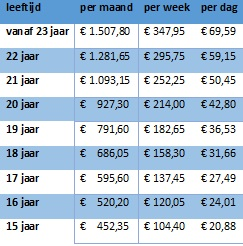 leeftijd per maand per week per dag
vanaf 23 jaar € 1.507,80 € 347,95 € 69,59
22 jaar € 1.281,65 € 295,75 € 59,15
21 jaar € 1.093,15 € 252,25 € 50,45
20 jaar € 927,30 € 214,00 € 42,80
19 jaar € 791,60 € 182,65 € 36,53
18 jaar € 686,05 € 158,30 € 31,66
17 jaar € 595,60 € 137,45 € 27,49
16 jaar € 520,20 € 120,05 € 24,01
15 jaar € 452,35 € 104,40 € 20,88